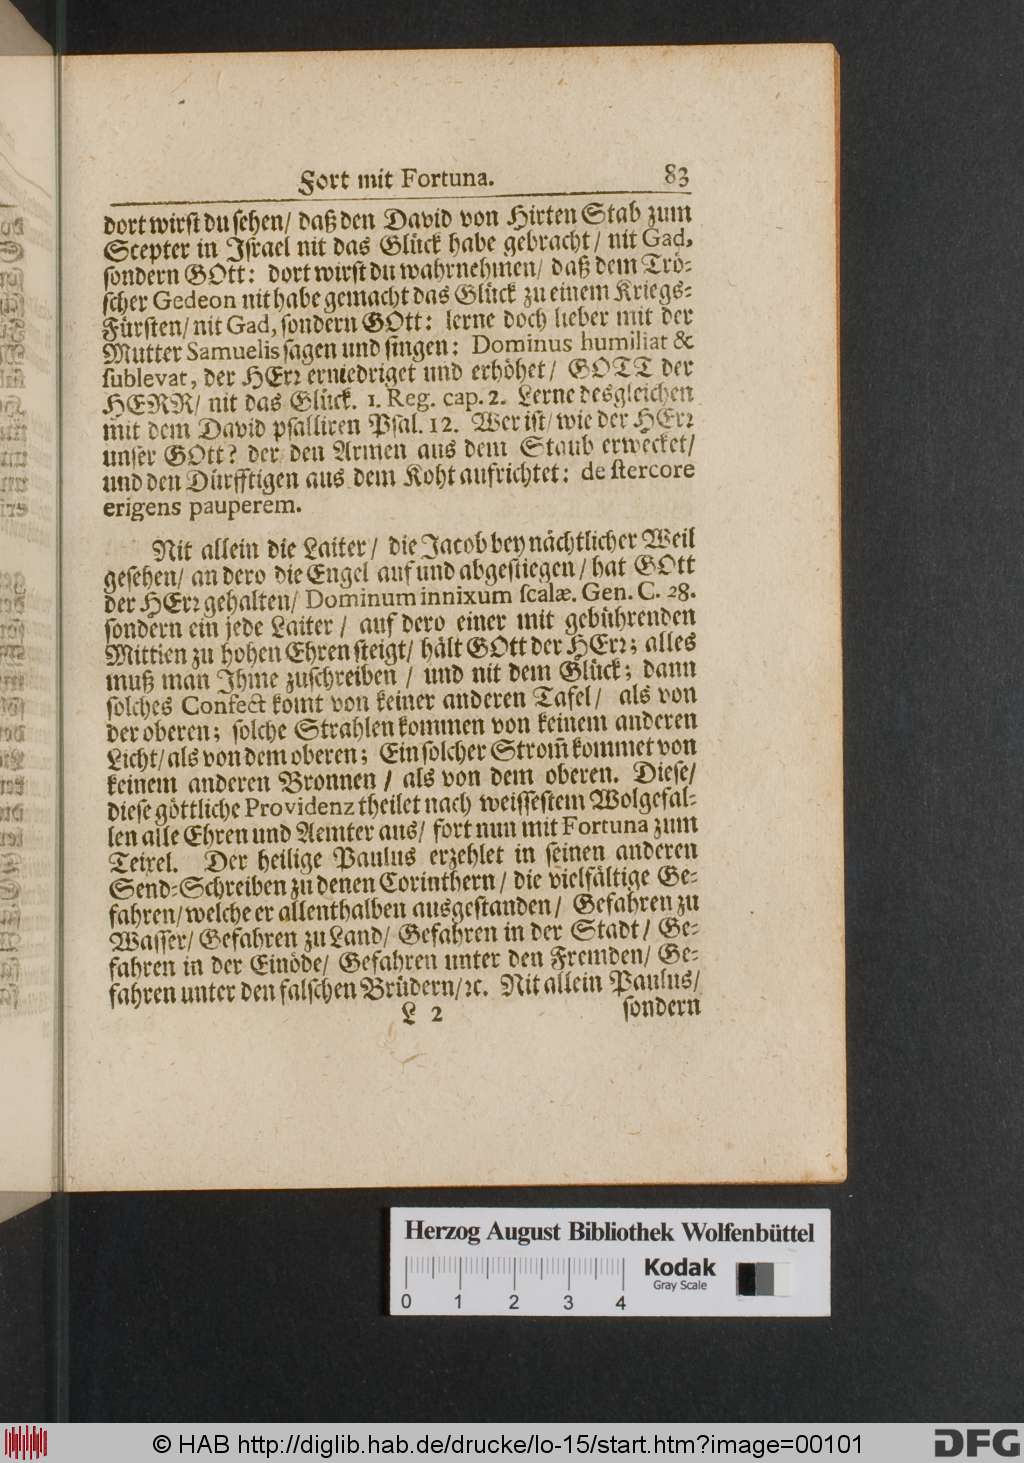 Fort mit Fortuna. 83
dort wirst du sehen/ daß den David von Hirten Stab zum
Scepter in Israel nit das Glück habe gebracht/ nit Gad,
sondern GOtt: dort wirst du wahrnehmen/ daß dem Trö-
scher Gedeon nit habe gemacht das Glück zu einem Kriegs-
Fürsten/ nit Gad, sondern GOtt: lerne doch lieber mit der
Mutter Samuelis sagen und singen: Dominus humiliat &
sublevat, der HErr erniedriget und erhöhet/ GOTT der
HERR/ nit das Glück. 1. Reg. cap. 2. Lerne desgleichen
mit dem David psalliren Psal. 12. Wer ist/ wie der HErr
unser GOtt? der den Armen aus dem Staub erwecket/
und den Dürfftigen aus dem Koht aufrichtet: de stercore
erigens pauperem.
Nit allein die Laiter/ die Jacob bey nächtlicher Weil
gesehen/ an dero die Engel auf und abgestiegen/ hat GOtt
der HErr gehalten/ Dominum innixum scalæ. Gen. C. 28.
sondern ein jede Laiter/ auf dero einer mit gebührenden
Mittlen zu hohen Ehren steigt/ hält GOtt der HErr; alles
muß man Ihme zuschreiben/ und nit dem Glück; dann
solches Confect komt von keiner anderen Tafel/ als von
der oberen; solche Strahlen kommen von keinem anderen
Licht/ als von dem oberen; Ein solcher Strom̃ kommet von
keinem anderen Bronnen/ als von dem oberen. Diese/
diese göttliche Providenz theilet nach weissestem Wolgefal-
len alle Ehren und Aemter aus/ fort nun mit Fortuna zum
Teixel. Der heilige Paulus erzehlet in seinen anderen
Send-Schreiben zu denen Corinthern/ die vielfältige Ge-
fahren/ welche er allenthalben ausgestanden/ Gefahren zu
Wasser/ Gefahren zu Land/ Gefahren in der Stadt/ Ge-
fahren in der Einöde/ Gefahren unter den Fremden/ Ge-
fahren unter den falschen Brüdern/ ꝛc. Nit allein Paulus/
L 2 sondern
Herzog August Bibliothek Wolfenbüttel
0 1 2 3 4
Kodak
Gray Scale
© HAB http://diglib.hab.de/drucke/lo-15/start.htm?image=00101
DFG